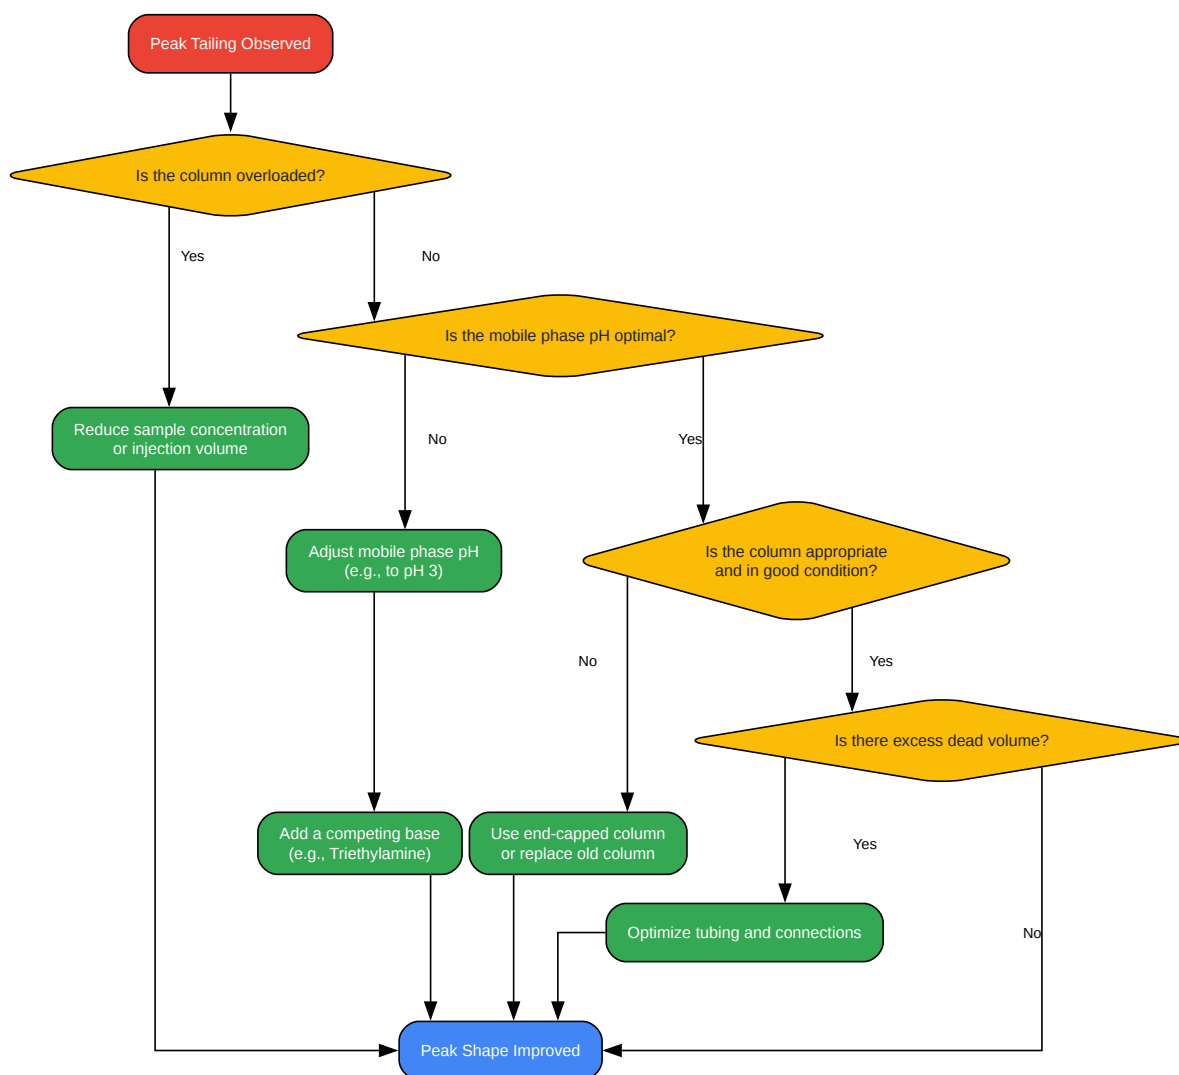 Peak Tailing Observed
Is the column overloaded?
Yes
No
Is the mobile phase pH optimal?
Reduce sample concentration
or injection volume
No
Yes
Adjust mobile phase pH
(e.g., to pH 3)
Is the column appropriate
and in good condition?
No
Yes
Is there excess dead volume?
Add a competing base
(e.g., Triethylamine)
Use end-capped column
or replace old column
Yes
Optimize tubing and connections
No
Peak Shape Improved